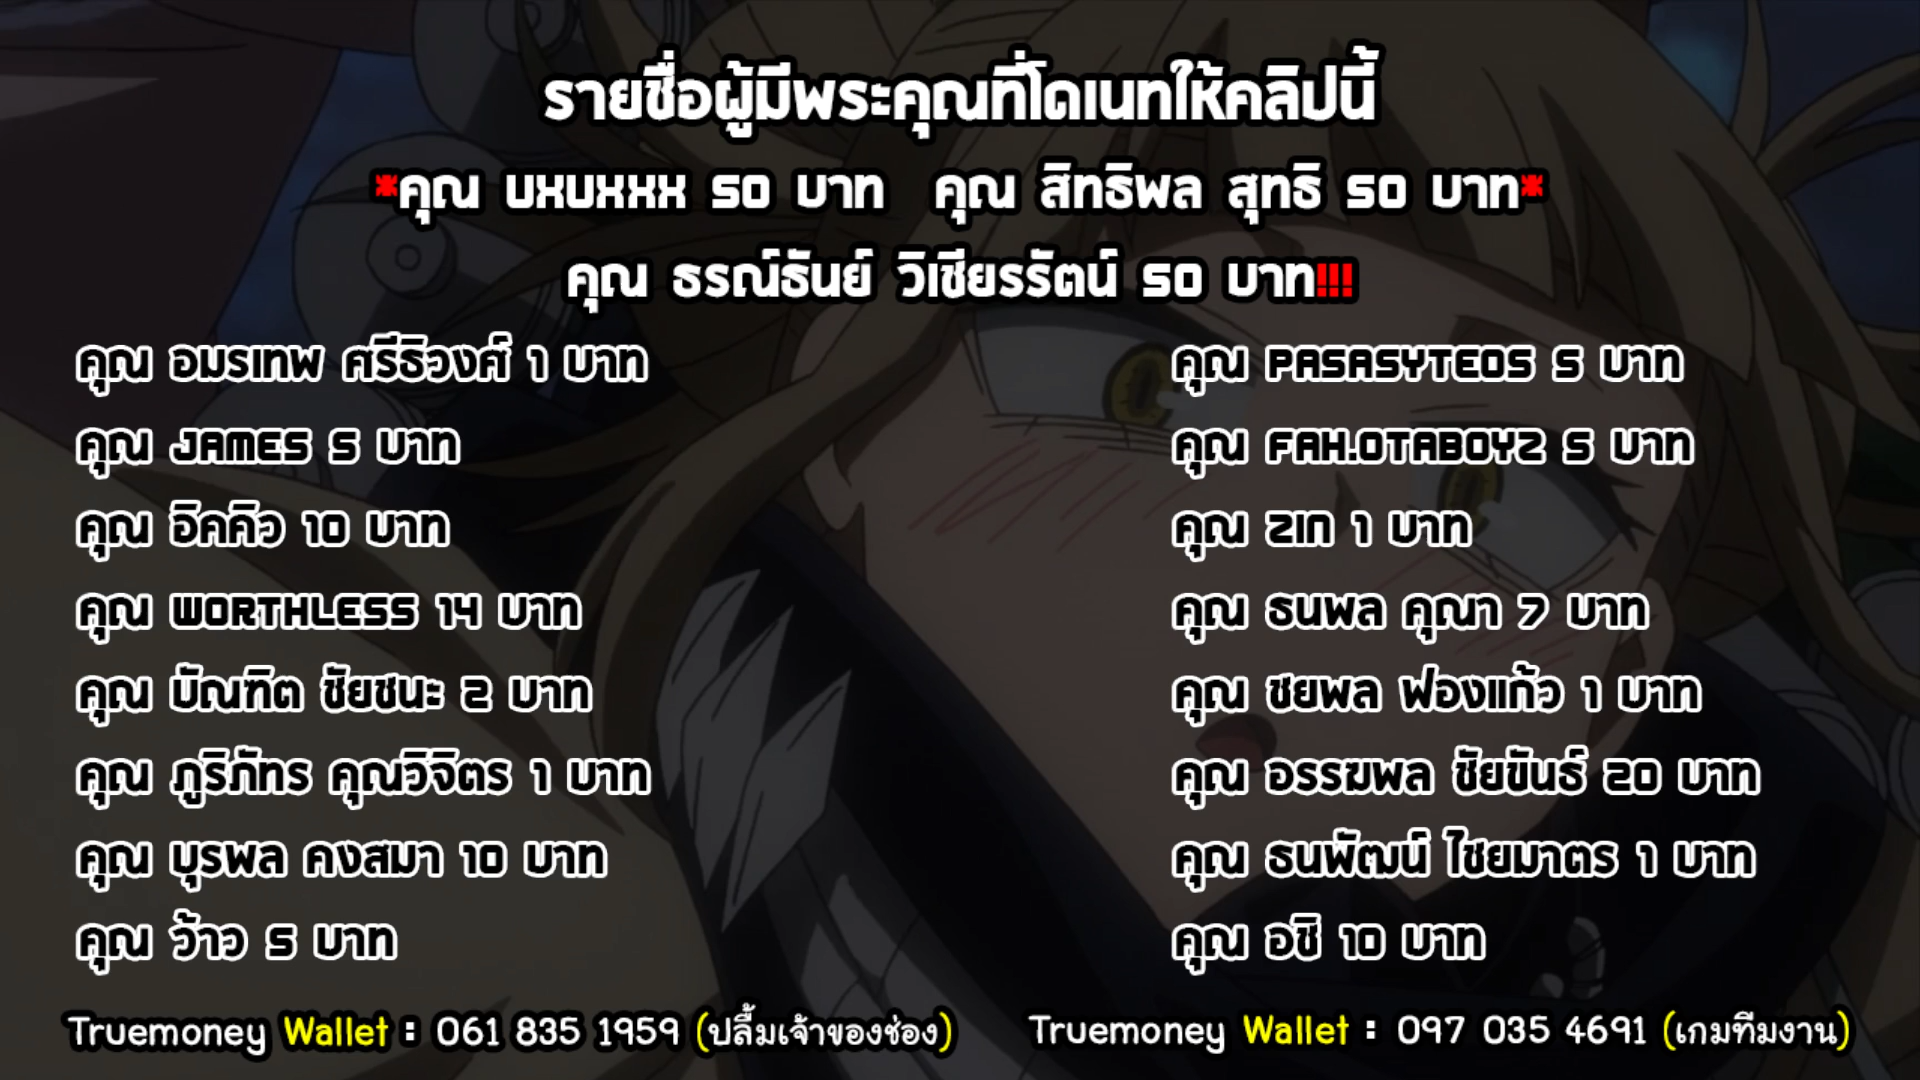 รายชื่อผู้มีพระคุณที่โดเนทให้คลิปนี้
*คุณ UXUXXX 50 บาท คุณ สิทธิพล สุทธิ 50 บาท*
คุณ ธรณ์ธันย์ วิเชียรรัตน์ 50 บาท!!!
คุณ อมรเทพ ศรีธิวงศ์ 1 บาท
คุณ JAMES 5 บาท
คุณ อิคคิว 10 บาท
คุณ WORTHLESS 14 บาท
คุณ บัณฑิต ชัยชนะ 2 บาท
คุณ ภูริภัทร คุณวิจิตร 1 บาท
คุณ บุรพล คงสมา 10 บาท
คุณ ว้าว 5 บาท
คุณ PASASYTEOS 5 บาท
คุณ FAH.OTABOYZ 5 บาท
คุณ ZIN 1 บาท
คุณ ธนพล คุณา 7 บาท
คุณ ชยพล ฟองแก้ว 1 บาท
คุณ อรรฆพล ชัยขันธ์ 20 บาท
คุณ ธนพัฒน์ ไชยมาตร 1 บาท
คุณ อชิ 10 บาท
Truemoney Wallet : 061 835 1959 (ปลื้มเจ้าของช่อง)
Truemoney Wallet : 097 035 4691 (เกมทีมงาน)